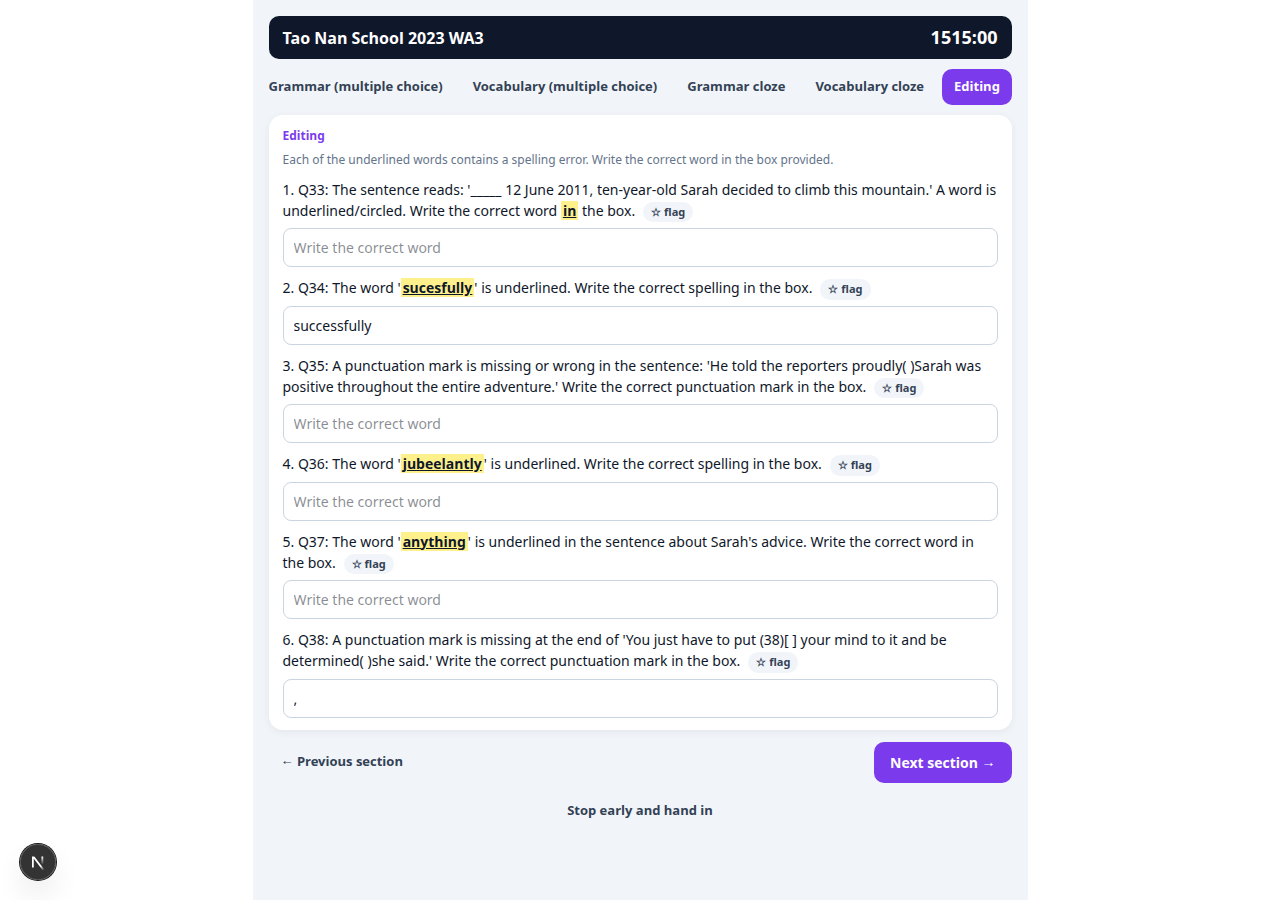 Tao Nan School 2023 WA3
1515:00
Grammar (multiple choice)
Vocabulary (multiple choice)
Grammar cloze
Vocabulary cloze
Editing
Editing
Each of the underlined words contains a spelling error. Write the correct word in the box provided.
1. Q33: The sentence reads: '_____ 12 June 2011, ten-year-old Sarah decided to climb this mountain.' A word is
underlined/circled. Write the correct word in the box. ☆ flag
Write the correct word
2. Q34: The word 'sucesfully' is underlined. Write the correct spelling in the box. ☆ flag
successfully
3. Q35: A punctuation mark is missing or wrong in the sentence: 'He told the reporters proudly( )Sarah was
positive throughout the entire adventure.' Write the correct punctuation mark in the box. ☆ flag
Write the correct word
4. Q36: The word 'jubeelantly' is underlined. Write the correct spelling in the box. ☆ flag
Write the correct word
5. Q37: The word 'anything' is underlined in the sentence about Sarah's advice. Write the correct word in
the box. ☆ flag
Write the correct word
6. Q38: A punctuation mark is missing at the end of 'You just have to put (38)[ ] your mind to it and be
determined( )she said.' Write the correct punctuation mark in the box. ☆ flag
,
← Previous section
Next section →
Stop early and hand in
N